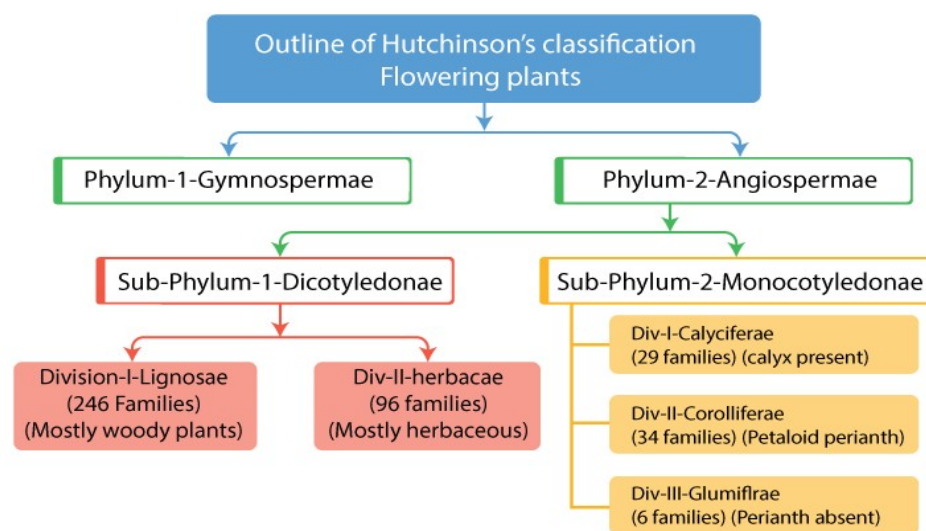 Outline of Hutchinson's classification
Flowering plants
Phylum-1-Gymnospermae
Phylum-2-Angiospermae
Sub-Phylum-1-Dicotyledonae
Sub-Phylum-2-Monocotyledonae
Division-I-Lignosae
(246 Families)
(Mostly woody plants)
Div-II-herbacae
(96 families)
(Mostly herbaceous)
Div-I-Calyciferae
(29 families) (calyx present)
Div-II-Corolliferae
(34 families) (Petaloid perianth)
Div-III-Glumiflrae
(6 families) (Perianth absent)